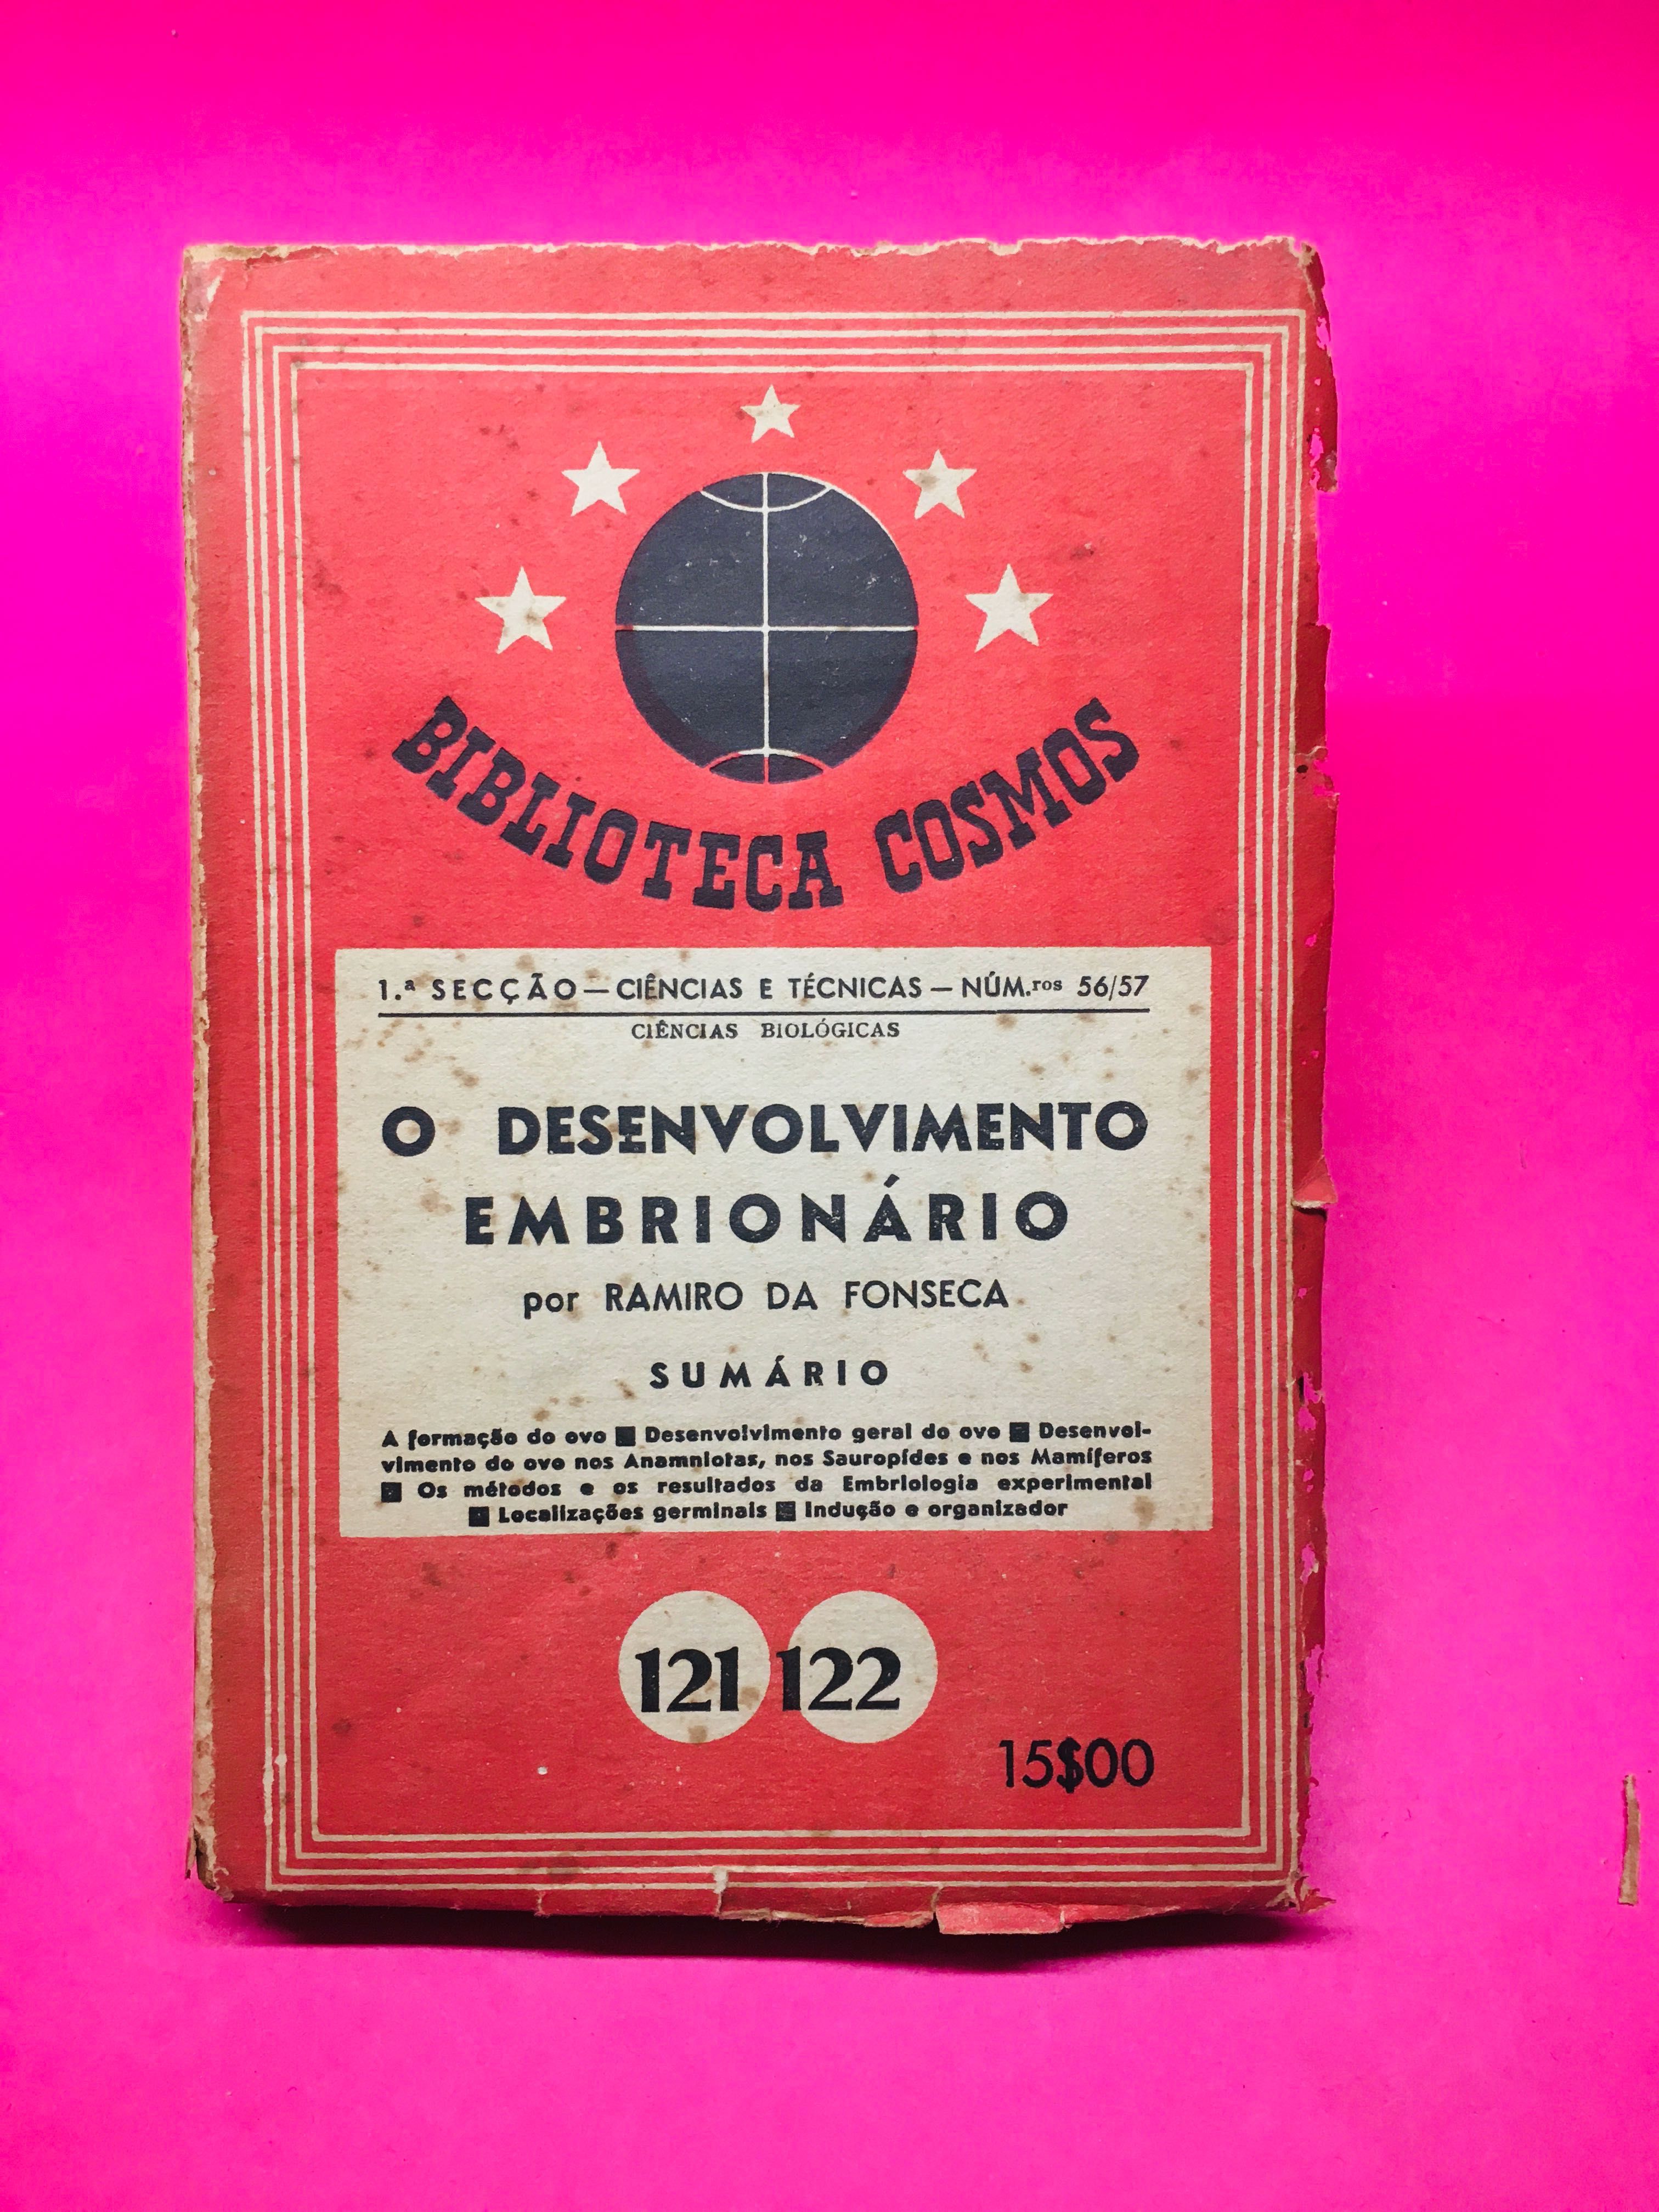 BIBLIOTECA COSMOS
1.ª SECÇÃO — CIÊNCIAS E TÉCNICAS — NÚM.ros 56/57
CIÊNCIAS BIOLÓGICAS
O DESENVOLVIMENTO
EMBRIONÁRIO
por RAMIRO DA FONSECA
SUMÁRIO
A formação do ovo ■ Desenvolvimento geral do ovo ■ Desenvol-
vimento do ovo nos Anamniotas, nos Sauropídes e nos Mamíferos
■ Os métodos e os resultados da Embriologia experimental
■ Localizações germinais ■ Indução e organizador
121 122
15$00